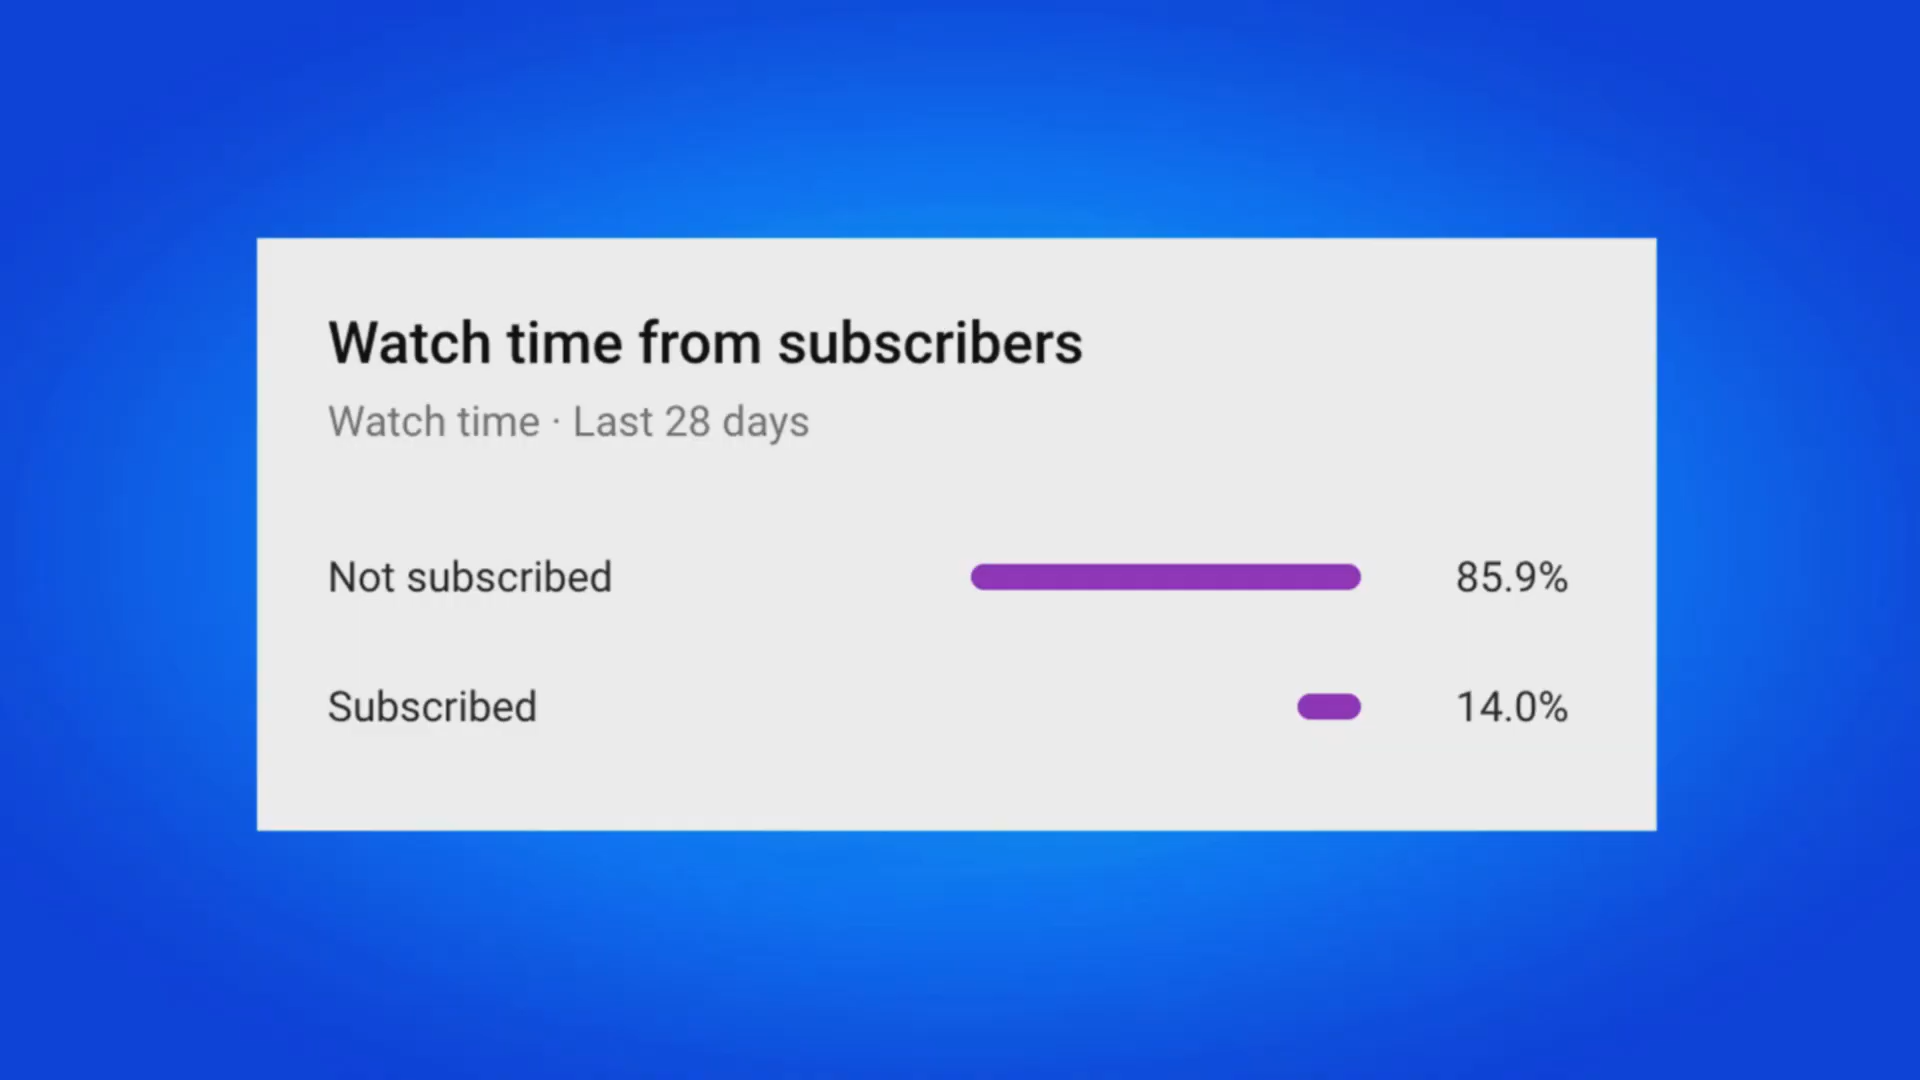 Watch time from subscribers
Watch time · Last 28 days
Not subscribed 85.9%
Subscribed 14.0%